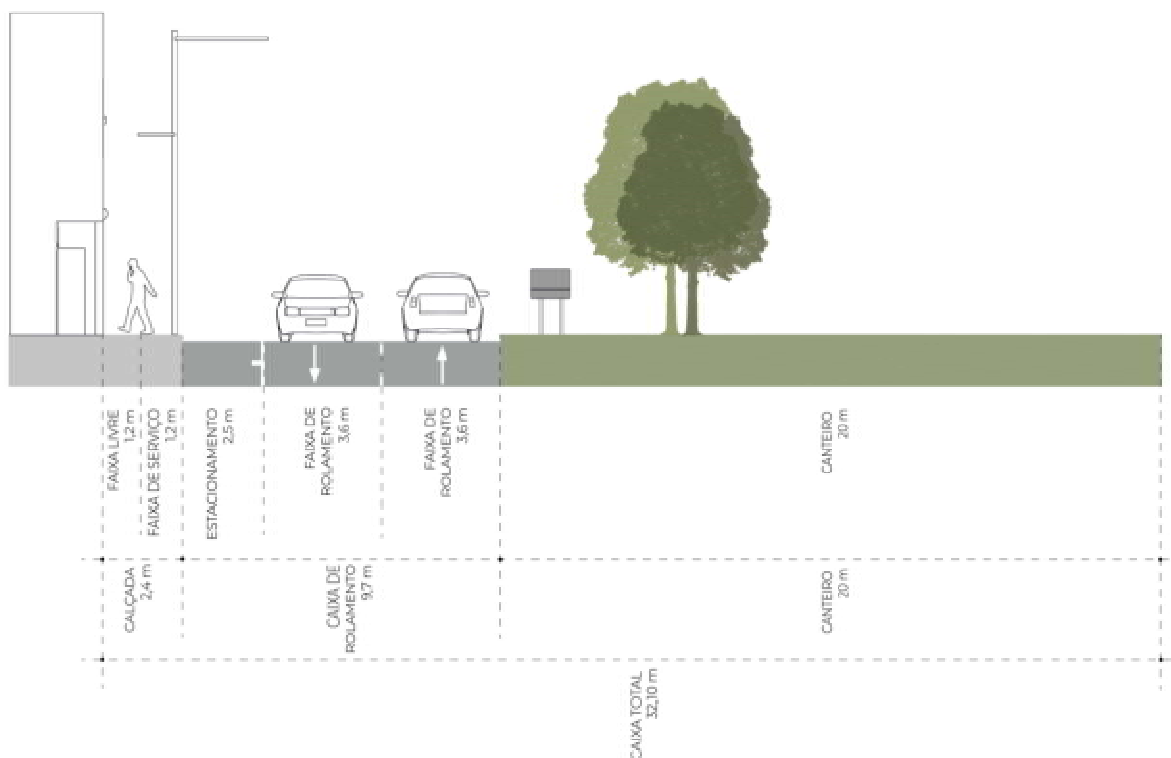 FAIXA LIVRE
1,2 m
FAIXA DE SERVIÇO
1,2 m
ESTACIONAMENTO
2,5 m
FAIXA DE
ROLAMENTO
3,6 m
FAIXA DE
ROLAMENTO
3,6 m
CANTEIRO
20 m
CALÇADA
2,4 m
CAIXA DE
ROLAMENTO
9,7 m
CANTEIRO
20 m
CAIXA TOTAL
32,10 m